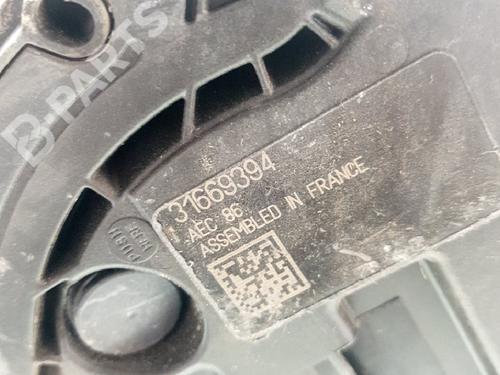 B-PARTS
31669394
AEC 86
ASSEMBLED IN FRANCE